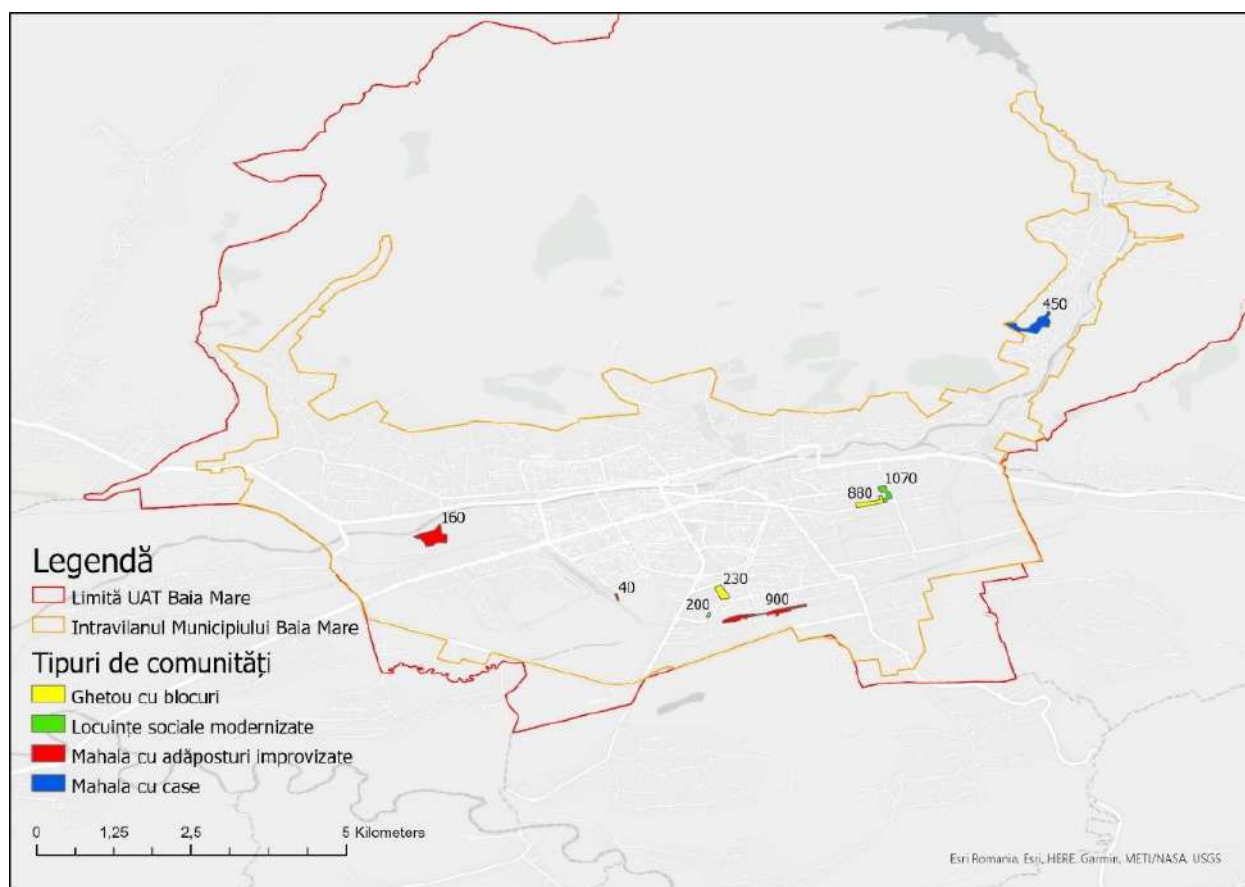 450
1070
880
160
40
230
200
900
Legendă
Limită UAT Baia Mare
Intravilanul Municipiului Baia Mare
Tipuri de comunități
Ghetou cu blocuri
Locuințe sociale modernizate
Mahala cu adăposturi improvizate
Mahala cu case
0 1,25 2,5 5 Kilometers
Esri Romania, Esri, HERE, Garmin, METI/NASA, USGS